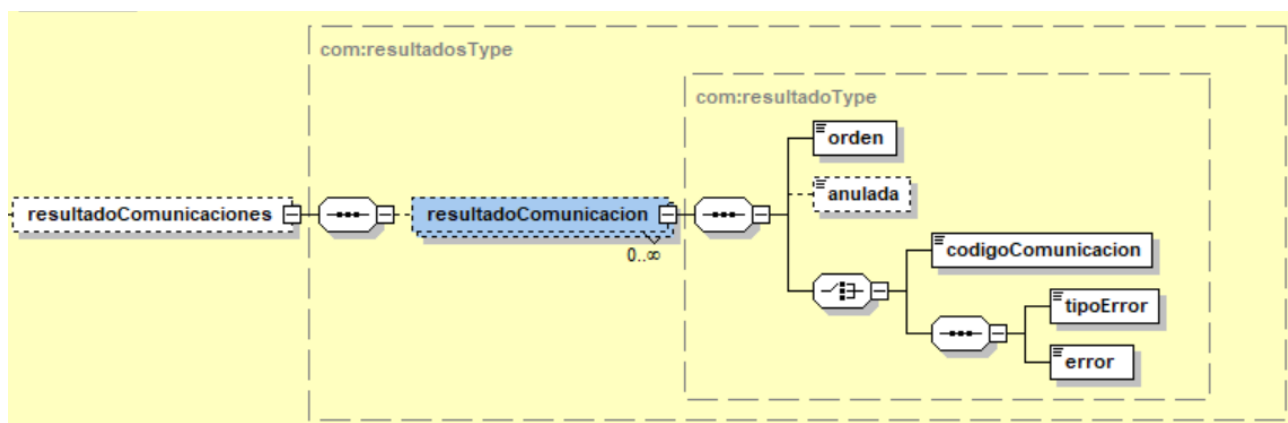 com:resultadosType
com:resultadoType
orden
anulada
resultadoComunicaciones
resultadoComunicacion
0..∞
codigoComunicacion
tipoError
error